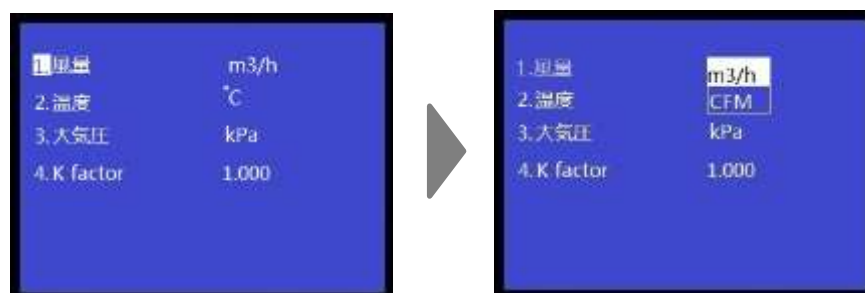 1.風量 m3/h
2.温度 ℃
3.大気圧 kPa
4.K factor 1.000
1.風量 m3/h
CFM
2.温度
3.大気圧 kPa
4.K factor 1.000